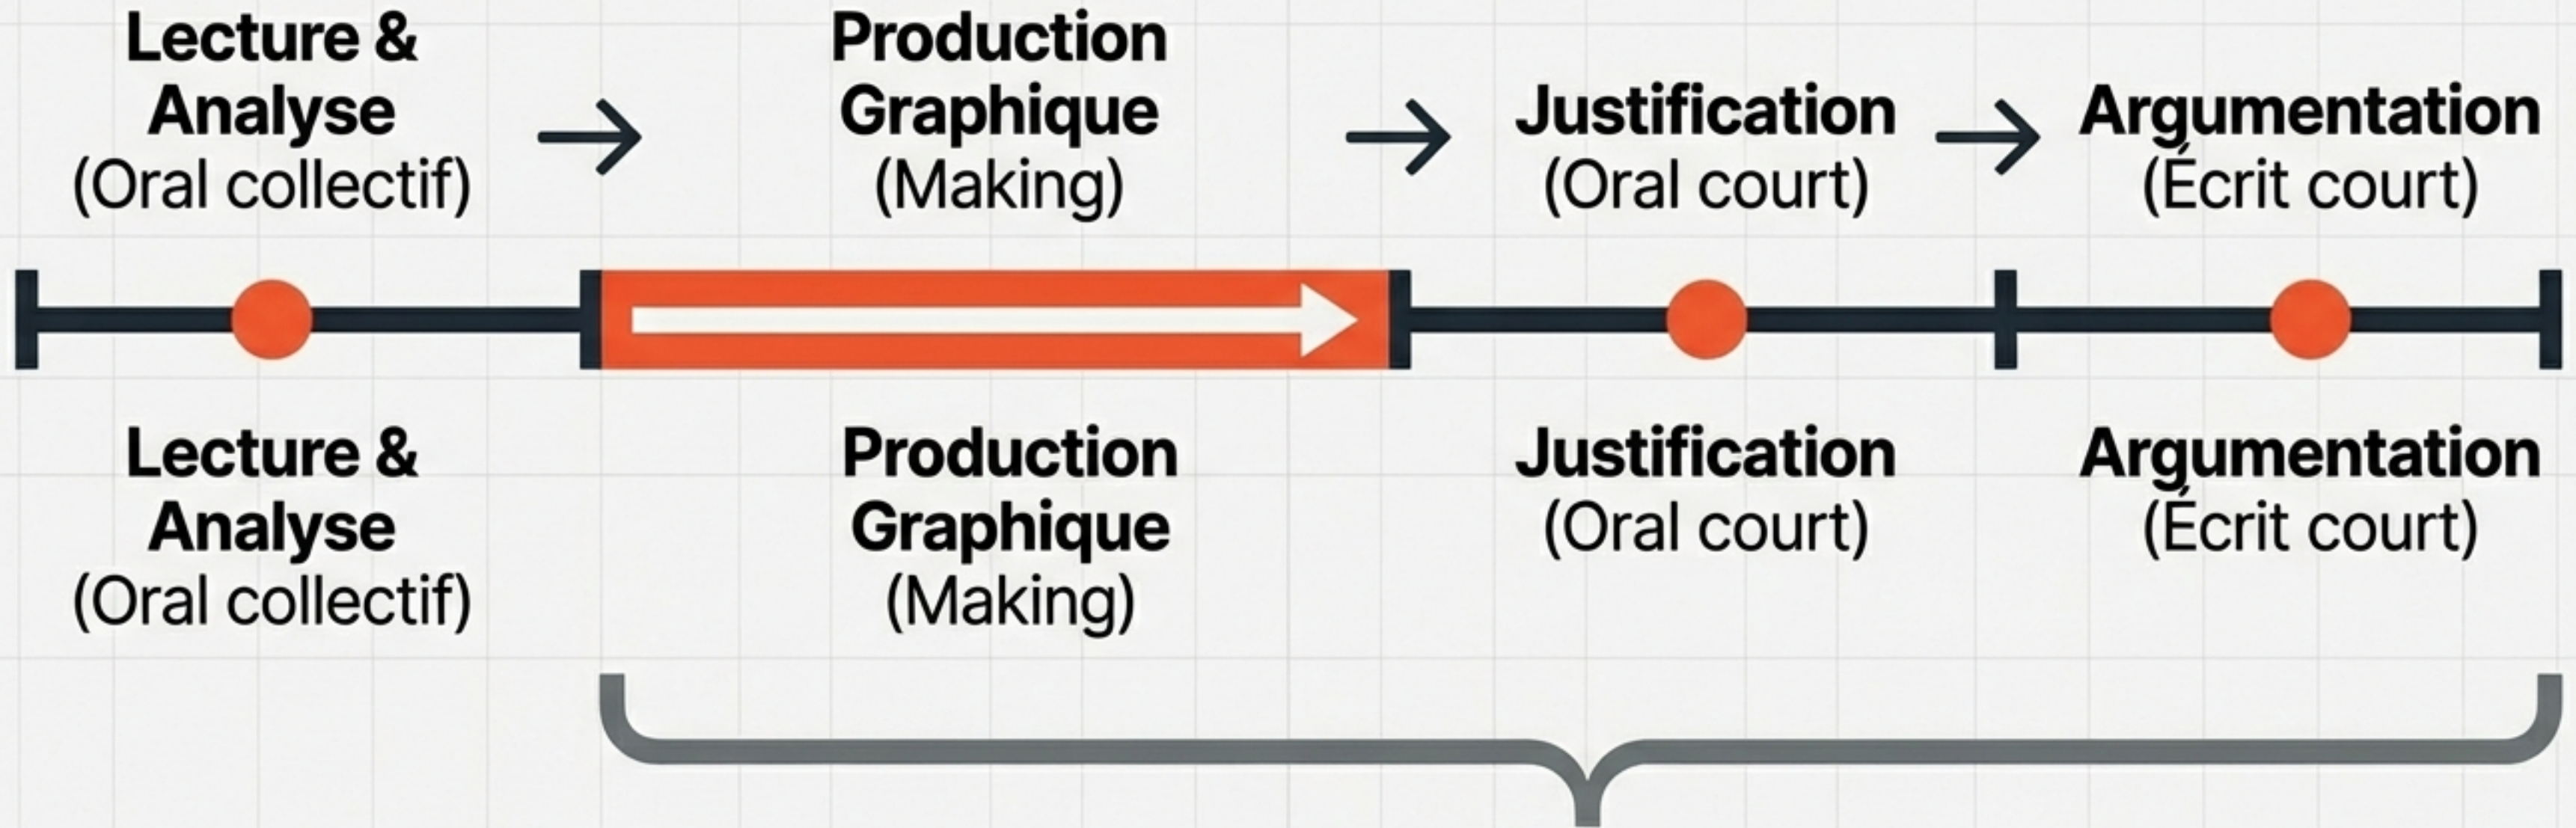 Lecture &
Analyse
(Oral collectif)
Production
Graphique
(Making)
Justification
(Oral court)
Argumentation
(Écrit court)
Lecture &
Analyse
(Oral collectif)
Production
Graphique
(Making)
Justification
(Oral court)
Argumentation
(Écrit court)